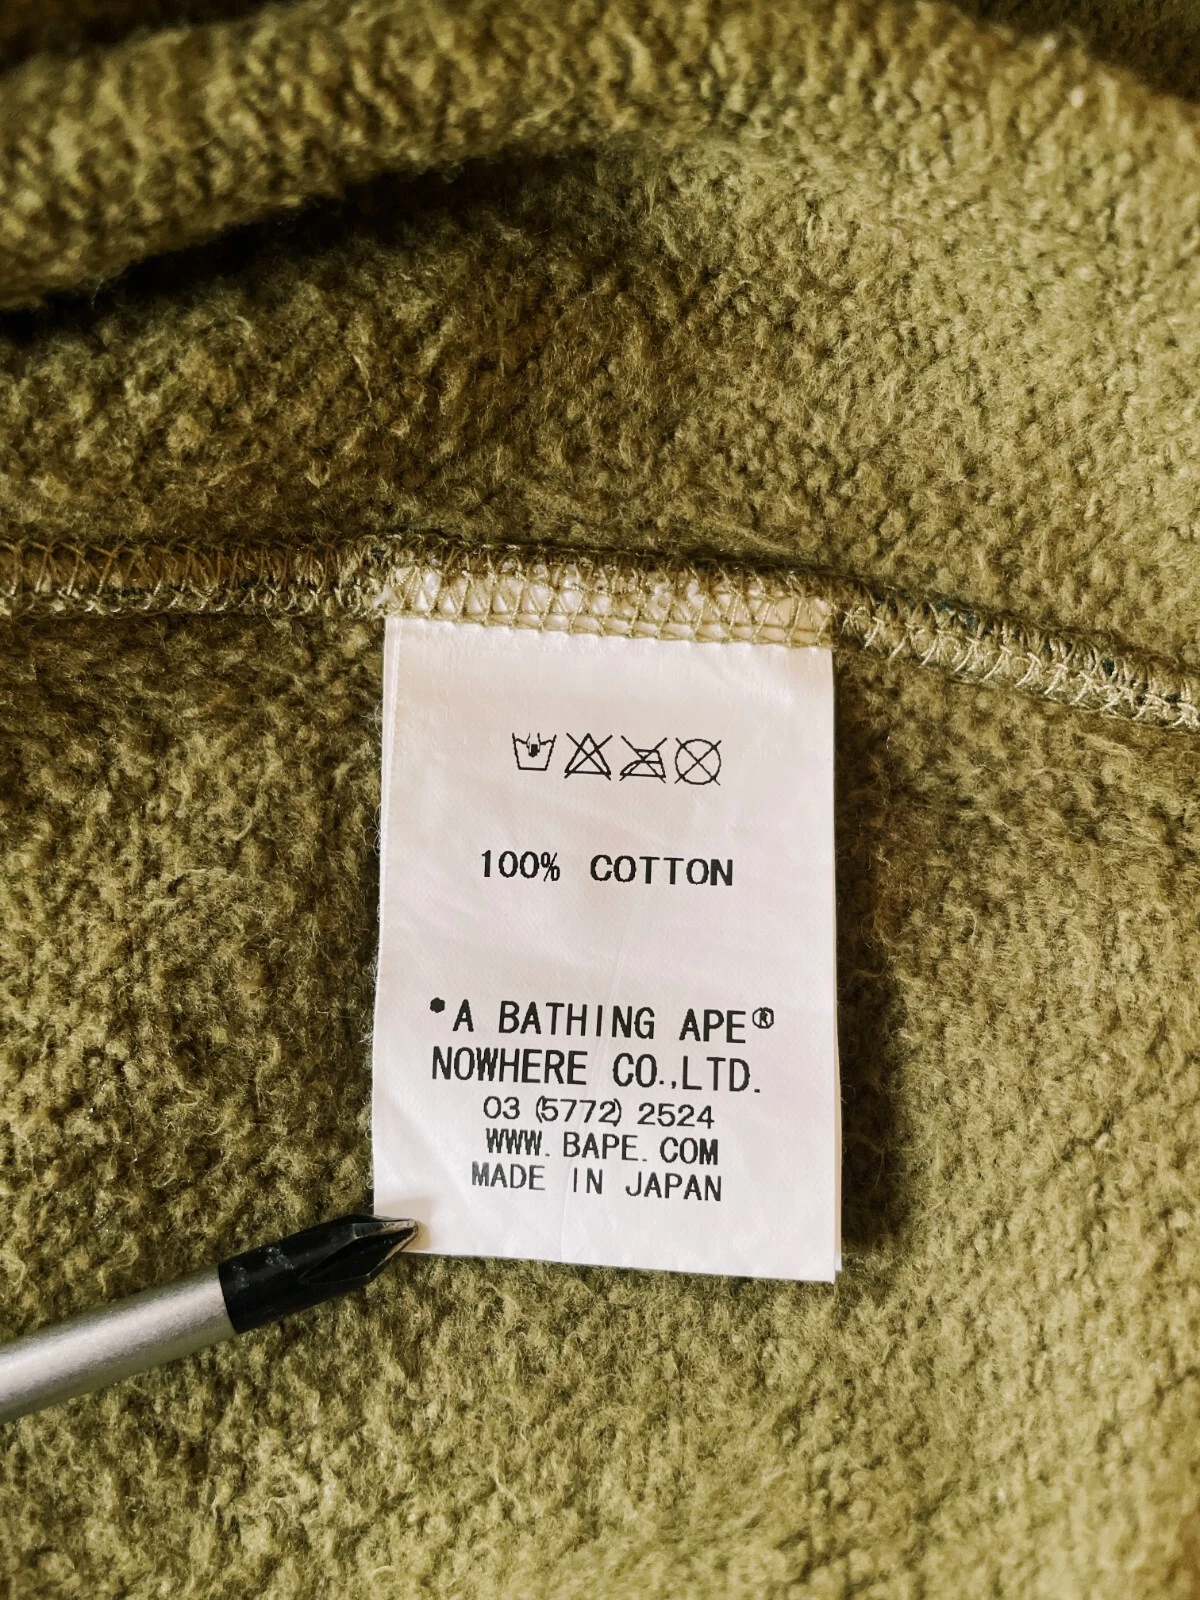 100% COTTON
*A BATHING APE®
NOWHERE CO.,LTD.
03 (5772) 2524
WWW. BAPE. COM
MADE IN JAPAN